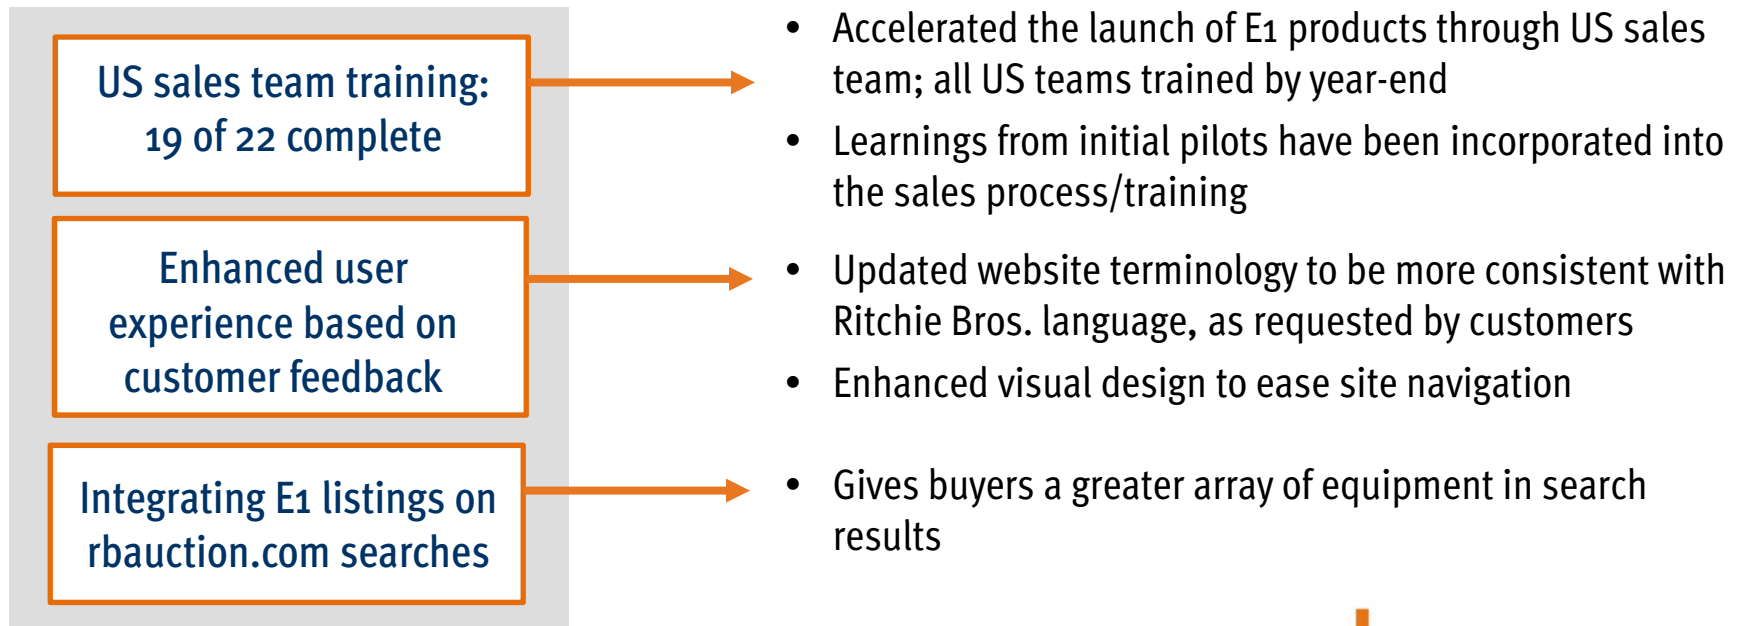 US sales team training:
19 of 22 complete
• Accelerated the launch of E1 products through US sales
team; all US teams trained by year-end
• Learnings from initial pilots have been incorporated into
the sales process/training
Enhanced user
experience based on
customer feedback
• Updated website terminology to be more consistent with
Ritchie Bros. language, as requested by customers
• Enhanced visual design to ease site navigation
Integrating E1 listings on
rbauction.com searches
• Gives buyers a greater array of equipment in search
results